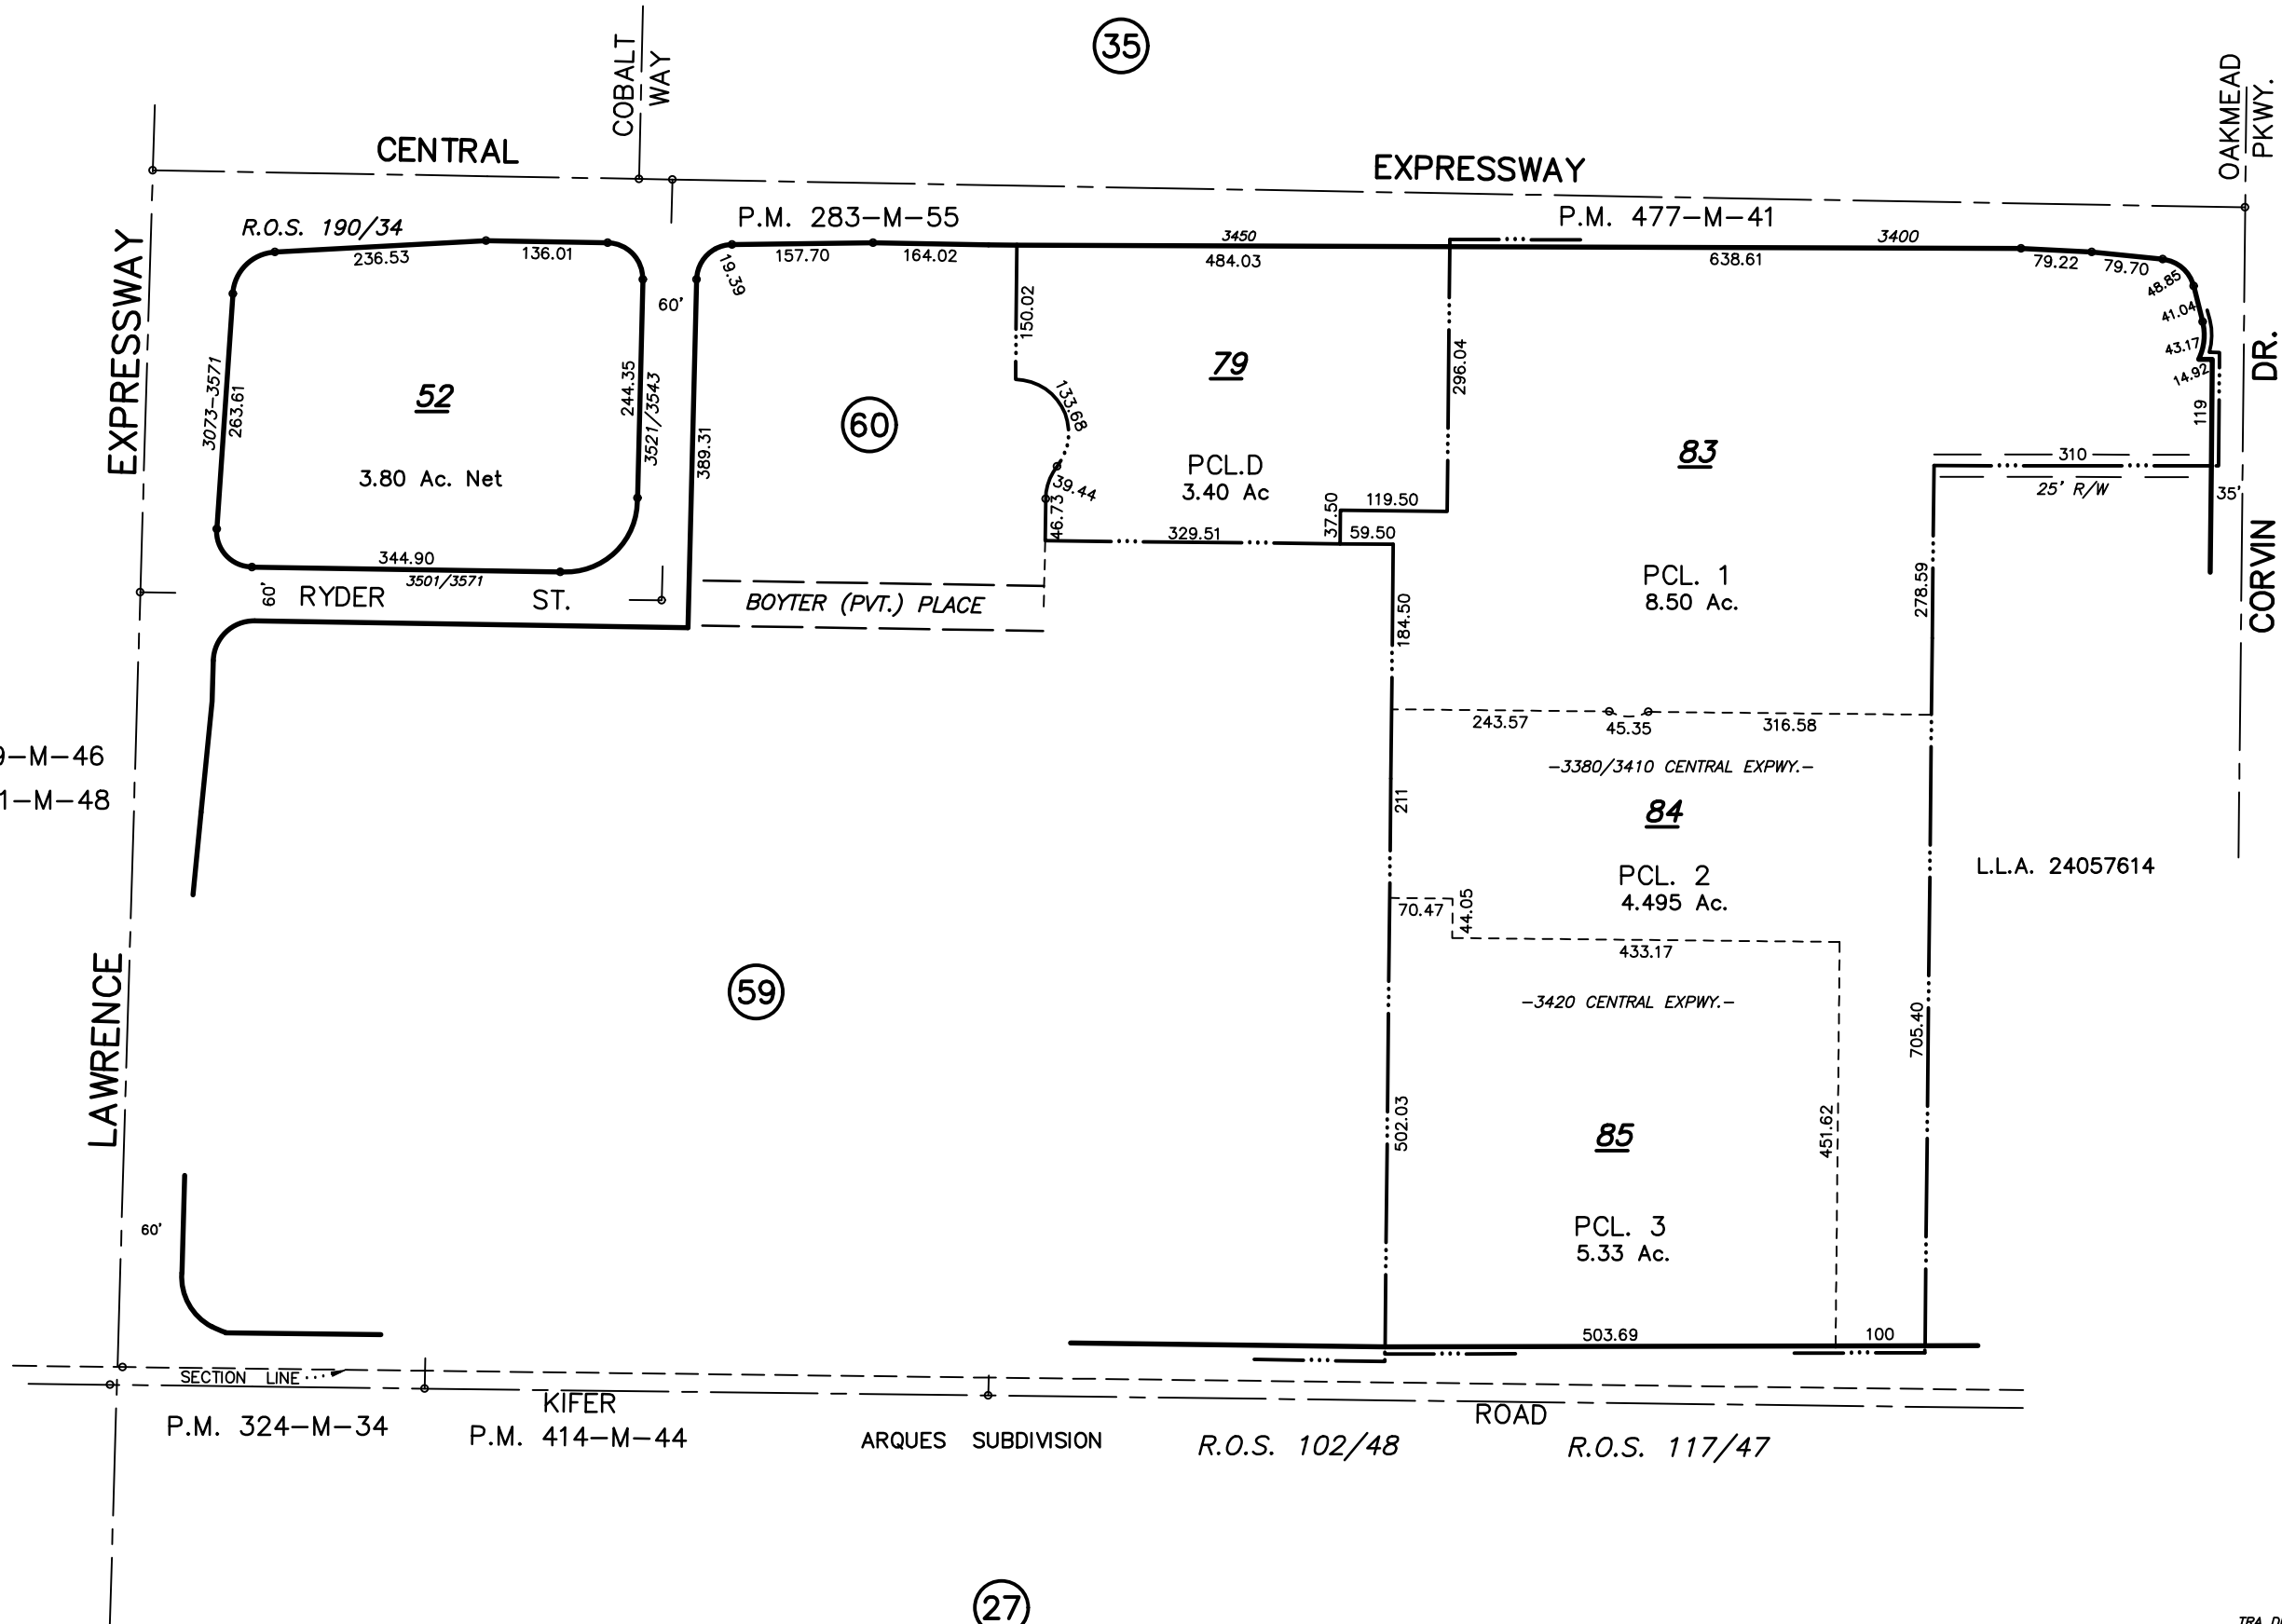 35
COBALT
WAY
OAKMEAD
PKWY.
CENTRAL
EXPRESSWAY
R.O.S. 190/34
P.M. 283-M-55
P.M. 477-M-41
236.53
136.01
19.39
157.70
164.02
3450
484.03
3400
638.61
79.22
79.70
48.85
41.04
43.17
14.92
119
EXPRESSWAY
3073-3571
263.61
52
3.80 Ac. Net
244.35
3521/3543
60'
389.31
60
150.02
133.68
39.44
46.73
79
PCL.D
3.40 Ac
296.04
119.50
37.50
59.50
329.51
83
PCL. 1
8.50 Ac.
310
25' R/W
35'
DR.
CORVIN
344.90
3501/3571
60'
RYDER
ST.
BOYTER (PVT.) PLACE
184.50
278.59
243.57
45.35
316.58
-3380/3410 CENTRAL EXPWY.-
9-M-46
1-M-48
211
84
PCL. 2
4.495 Ac.
L.L.A. 24057614
70.47
44.05
433.17
LAWRENCE
59
-3420 CENTRAL EXPWY.-
705.40
502.03
451.62
85
PCL. 3
5.33 Ac.
60'
503.69
100
SECTION LINE
KIFER
ROAD
P.M. 324-M-34
P.M. 414-M-44
ARQUES SUBDIVISION
R.O.S. 102/48
R.O.S. 117/47
27